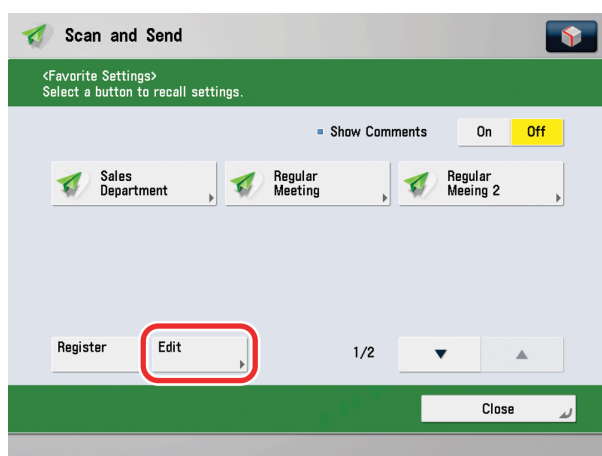 Scan and Send
<Favorite Settings>
Select a button to recall settings.
Show Comments On Off
Sales Department
Regular Meeting
Regular Meeing 2
Register Edit 1/2
Close